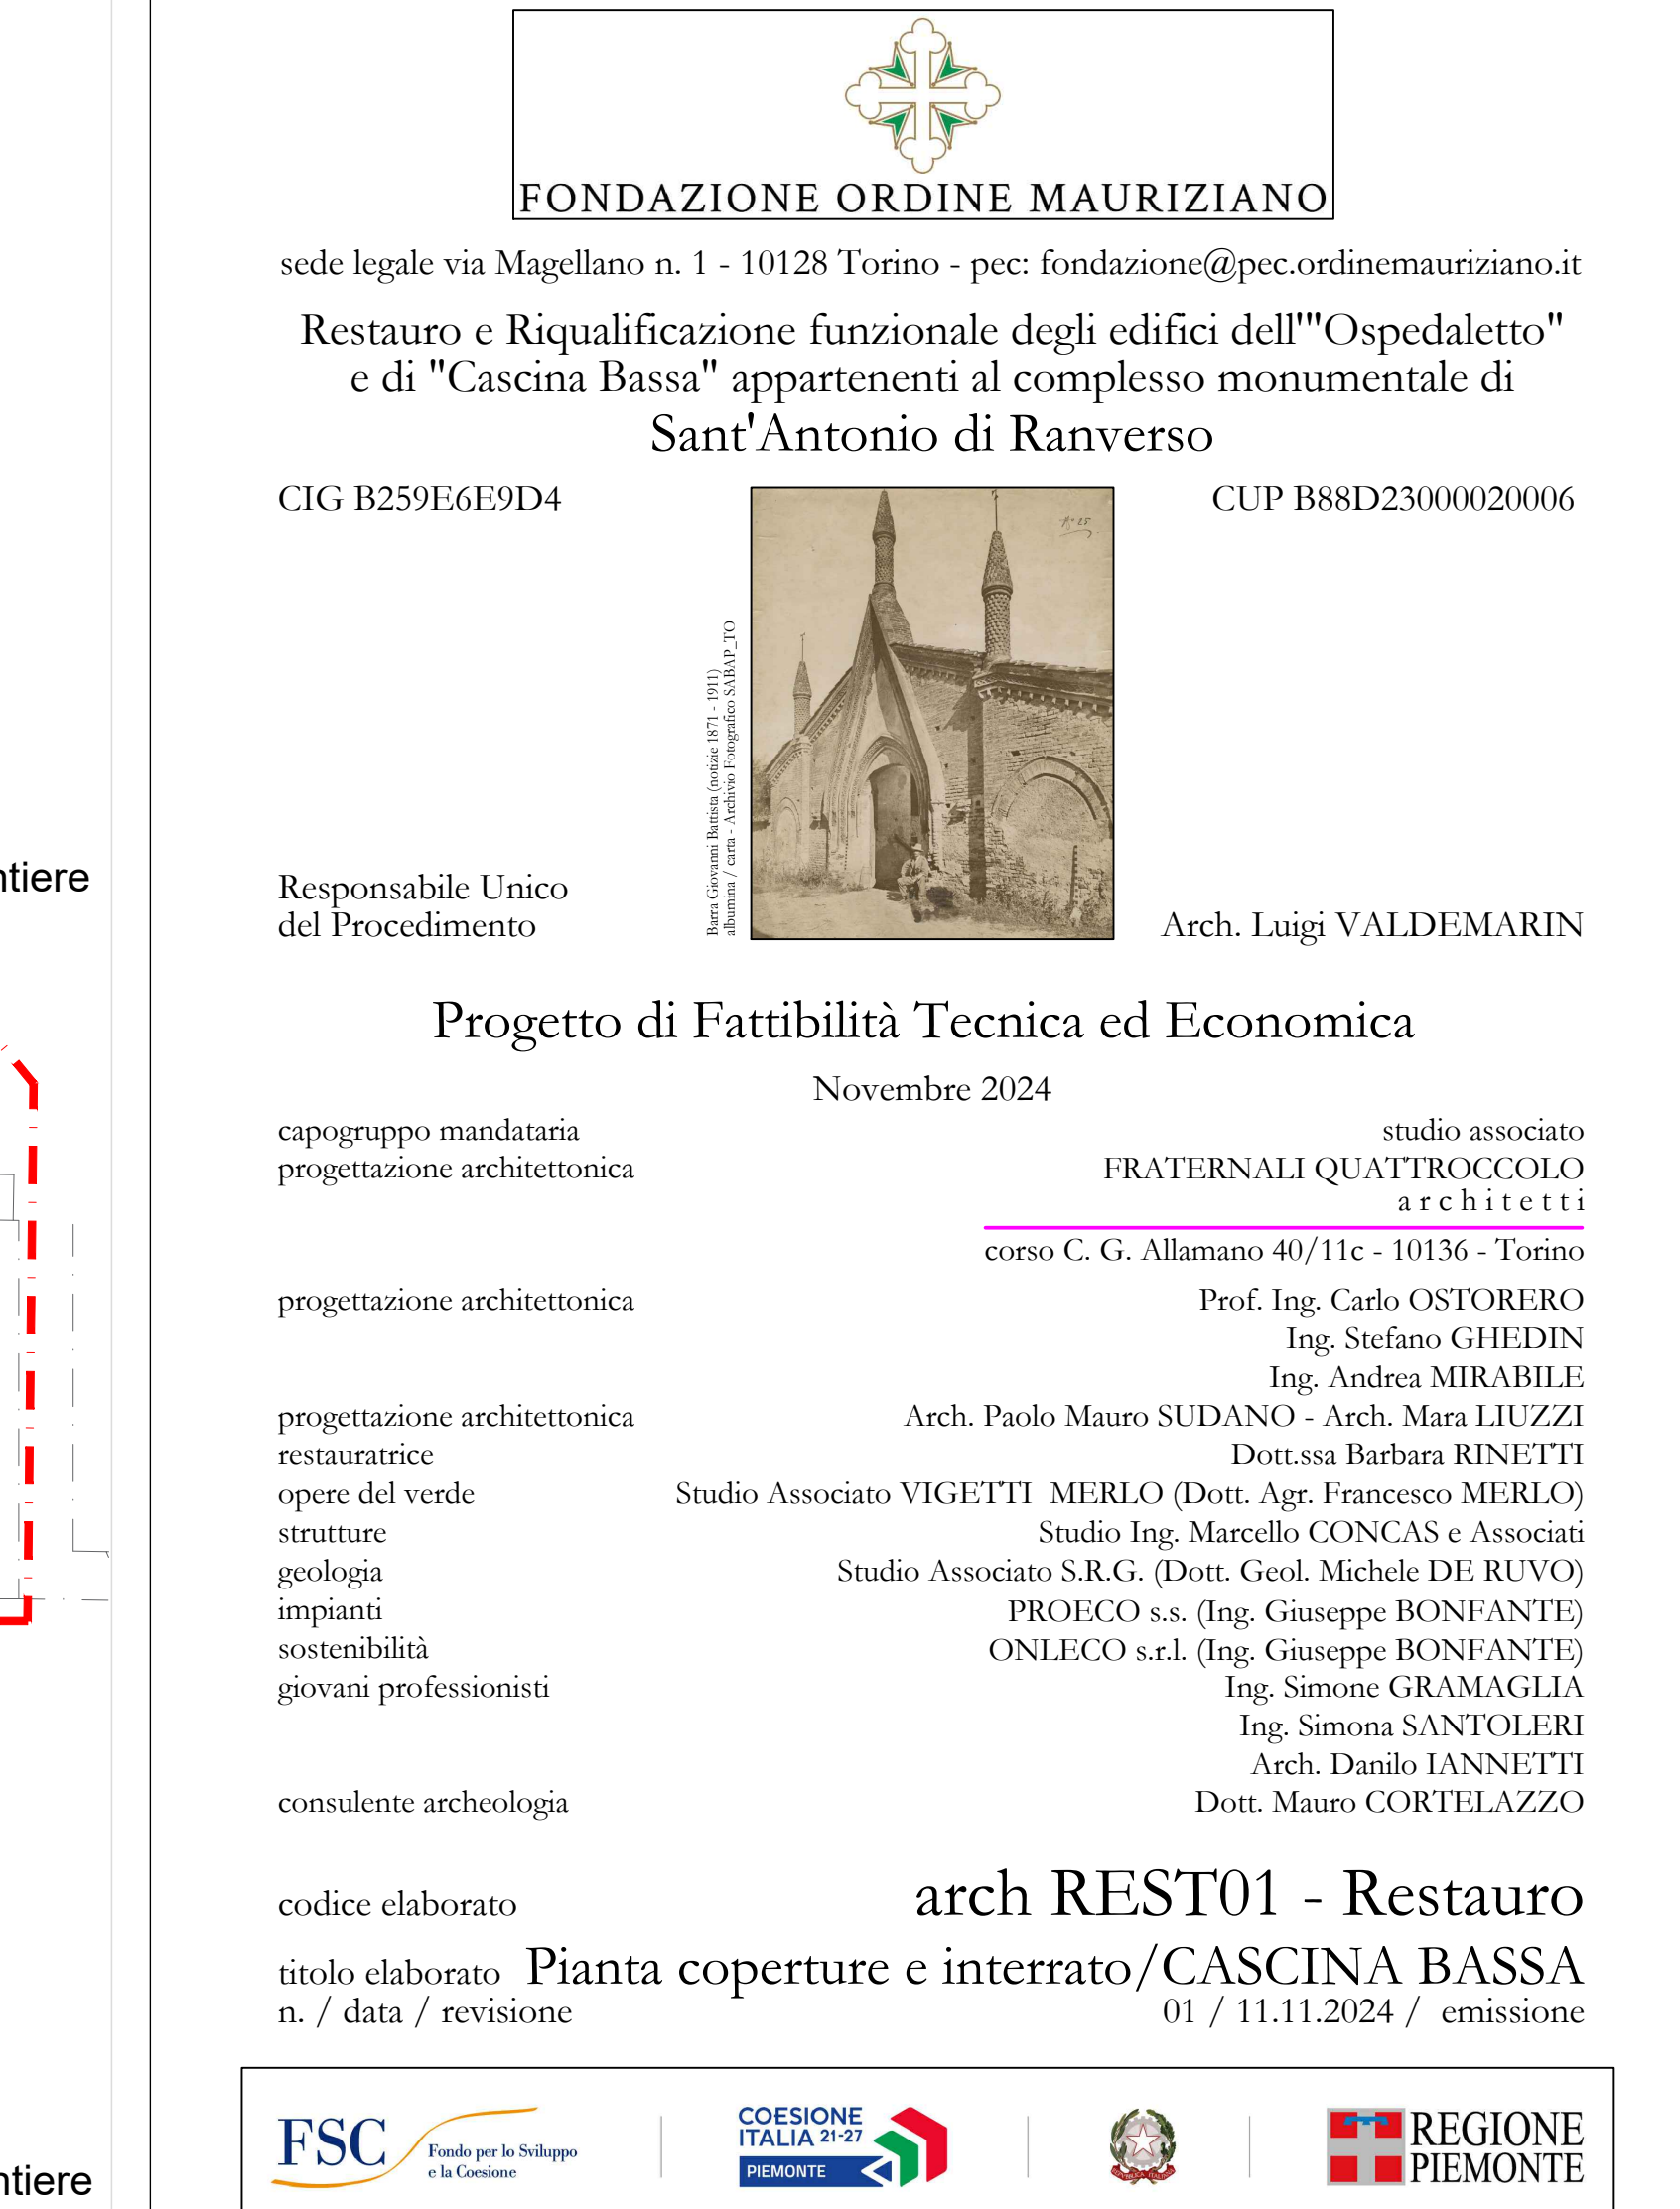 FONDAZIONE ORDINE MAURIZIANO
sede legale via Magellano n. 1 - 10128 Torino - pec: fondazione@pec.ordinemauriziano.it
Restauro e Riqualificazione funzionale degli edifici dell'"Ospedaletto"
e di "Cascina Bassa" appartenenti al complesso monumentale di
Sant'Antonio di Ranverso
CIG B259E6E9D4
CUP B88D23000020006
N° 25
Barra Giovanni Battista (notizie 1871 - 1911)
albumina / carta - Archivio Fotografico SABAP_TO
ntiere
Responsabile Unico
del Procedimento
Arch. Luigi VALDEMARIN
Progetto di Fattibilità Tecnica ed Economica
Novembre 2024
capogruppo mandataria studio associato
progettazione architettonica FRATERNALI QUATTROCCOLO
architetti
corso C. G. Allamano 40/11c - 10136 - Torino
progettazione architettonica Prof. Ing. Carlo OSTORERO
Ing. Stefano GHEDIN
Ing. Andrea MIRABILE
progettazione architettonica Arch. Paolo Mauro SUDANO - Arch. Mara LIUZZI
restauratrice Dott.ssa Barbara RINETTI
opere del verde Studio Associato VIGETTI MERLO (Dott. Agr. Francesco MERLO)
strutture Studio Ing. Marcello CONCAS e Associati
geologia Studio Associato S.R.G. (Dott. Geol. Michele DE RUVO)
impianti PROECO s.s. (Ing. Giuseppe BONFANTE)
sostenibilità ONLECO s.r.l. (Ing. Giuseppe BONFANTE)
giovani professionisti Ing. Simone GRAMAGLIA
Ing. Simona SANTOLERI
Arch. Danilo IANNETTI
consulente archeologia Dott. Mauro CORTELAZZO
codice elaborato arch REST01 - Restauro
titolo elaborato Pianta coperture e interrato/CASCINA BASSA
n. / data / revisione 01 / 11.11.2024 / emissione
FSC
Fondo per lo Sviluppo
e la Coesione
COESIONE
ITALIA 21-27
PIEMONTE
REPUBBLICA ITALIANA
REGIONE
PIEMONTE
ntiere